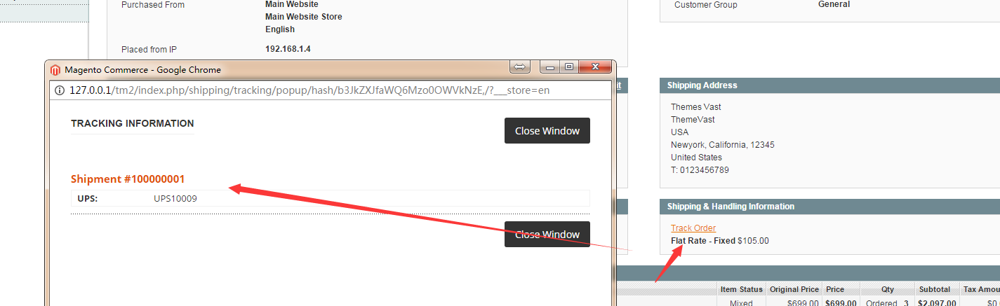 Purchased From
Main Website
Main Website Store
English
Placed from IP
192.168.1.4
Customer Group
General
Magento Commerce - Google Chrome
127.0.0.1/tm2/index.php/shipping/tracking/popup/hash/b3JkZXJfaWQ6Mzo0OWVkNzE,/?___store=en
TRACKING INFORMATION
Close Window
Shipment #100000001
UPS:
UPS10009
Close Window
Shipping Address
Themes Vast
ThemeVast
USA
Newyork, California, 12345
United States
T: 0123456789
Shipping & Handling Information
Track Order
Flat Rate - Fixed $105.00
Item Status
Original Price
Price
Qty
Subtotal
Mixed
$699.00
$699.00
Ordered
3
$2,097.00